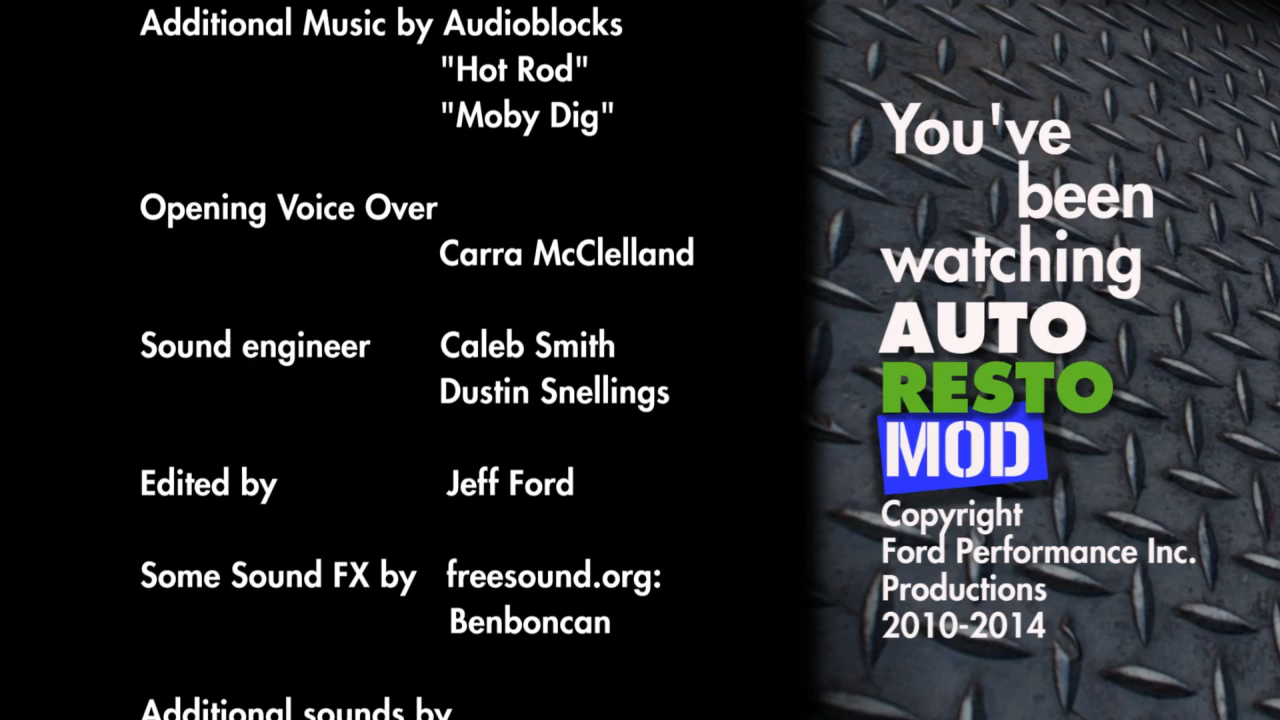 Additional Music by Audioblocks
"Hot Rod"
"Moby Dig"
Opening Voice Over
Carra McClelland
Sound engineer Caleb Smith
Dustin Snellings
Edited by Jeff Ford
Some Sound FX by freesound.org:
Benboncan
Additional sounds by
You've
been
watching
AUTO
RESTO
MOD
Copyright
Ford Performance Inc.
Productions
2010-2014